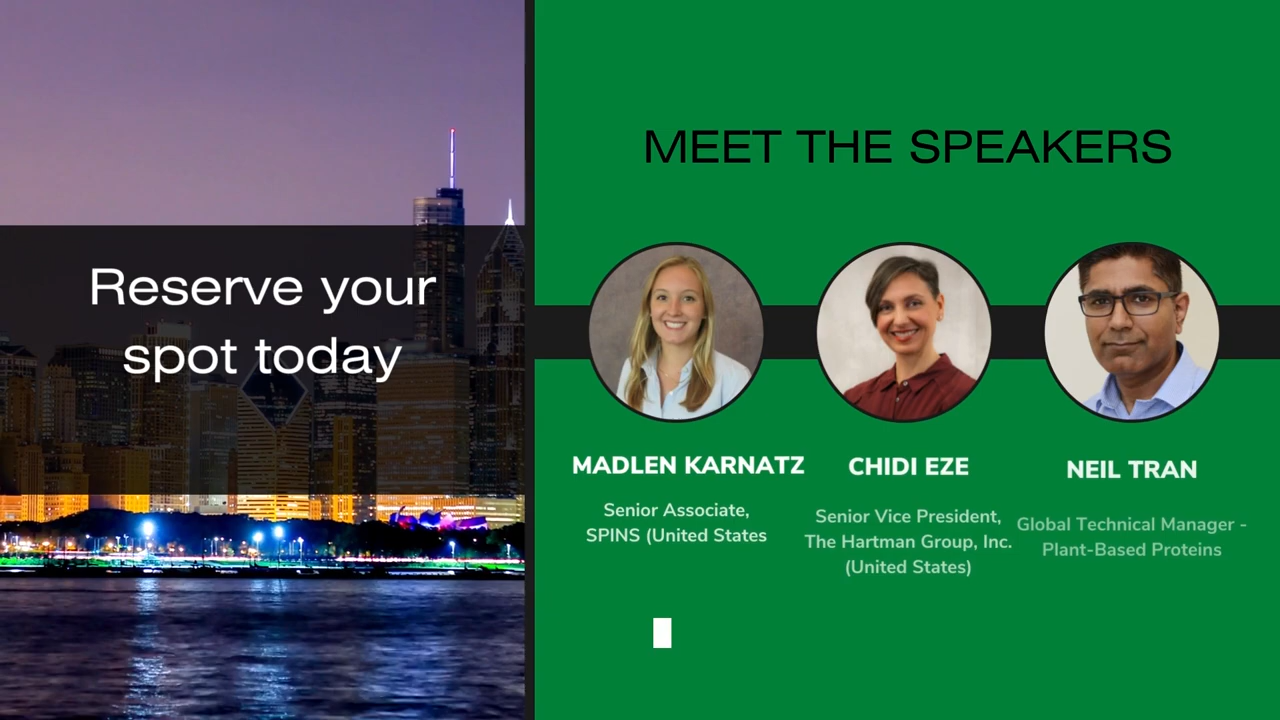 Reserve your
spot today
MEET THE SPEAKERS
MADLEN KARNATZ
Senior Associate,
SPINS (United States
CHIDI EZE
Senior Vice President,
The Hartman Group, Inc.
(United States)
NEIL TRAN
Global Technical Manager -
Plant-Based Proteins